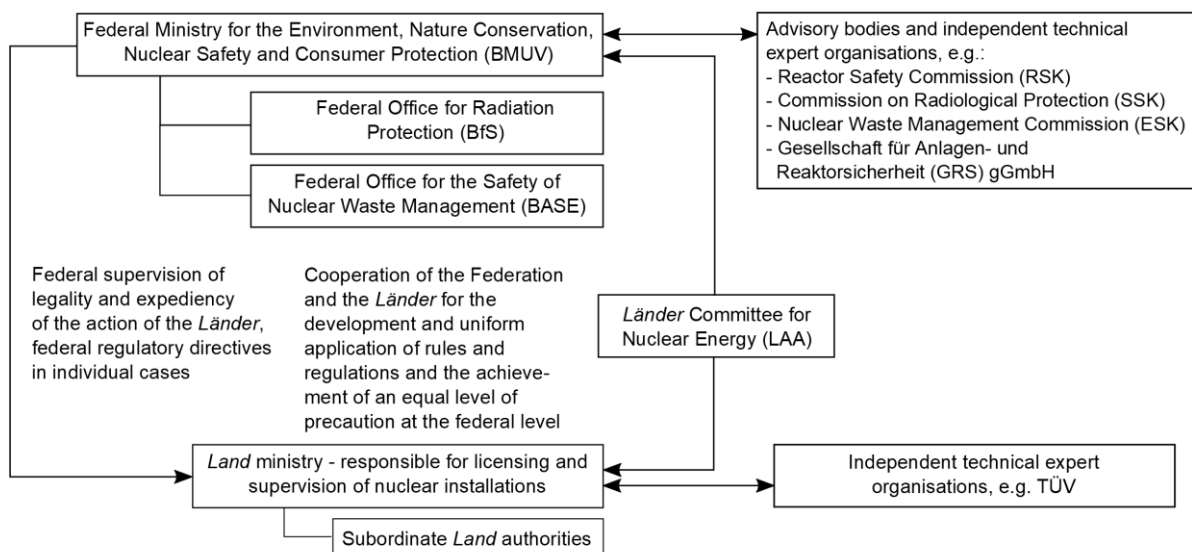 Federal Ministry for the Environment, Nature Conservation,
Nuclear Safety and Consumer Protection (BMUV)
Advisory bodies and independent technical
expert organisations, e.g.:
- Reactor Safety Commission (RSK)
- Commission on Radiological Protection (SSK)
- Nuclear Waste Management Commission (ESK)
- Gesellschaft für Anlagen- und
Reaktorsicherheit (GRS) gGmbH
Federal Office for Radiation
Protection (BfS)
Federal Office for the Safety of
Nuclear Waste Management (BASE)
Federal supervision of
legality and expediency
of the action of the Länder,
federal regulatory directives
in individual cases
Cooperation of the Federation
and the Länder for the
development and uniform
application of rules and
regulations and the achieve-
ment of an equal level of
precaution at the federal level
Länder Committee for
Nuclear Energy (LAA)
Land ministry - responsible for licensing and
supervision of nuclear installations
Independent technical expert
organisations, e.g. TÜV
Subordinate Land authorities